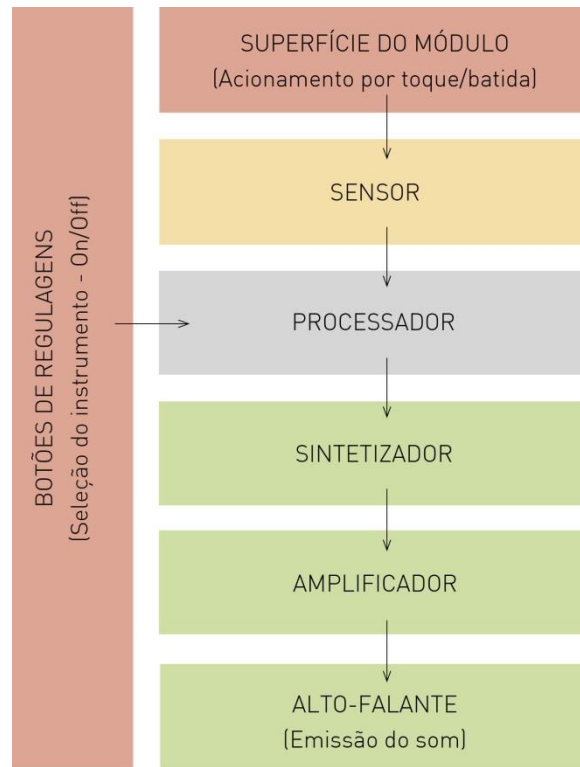 SUPERFÍCIE DO MÓDULO
(Acionamento por toque/batida)
SENSOR
BOTÕES DE REGULAGENS
(Seleção do instrumento - On/Off)
PROCESSADOR
SINTETIZADOR
AMPLIFICADOR
ALTO-FALANTE
(Emissão do som)